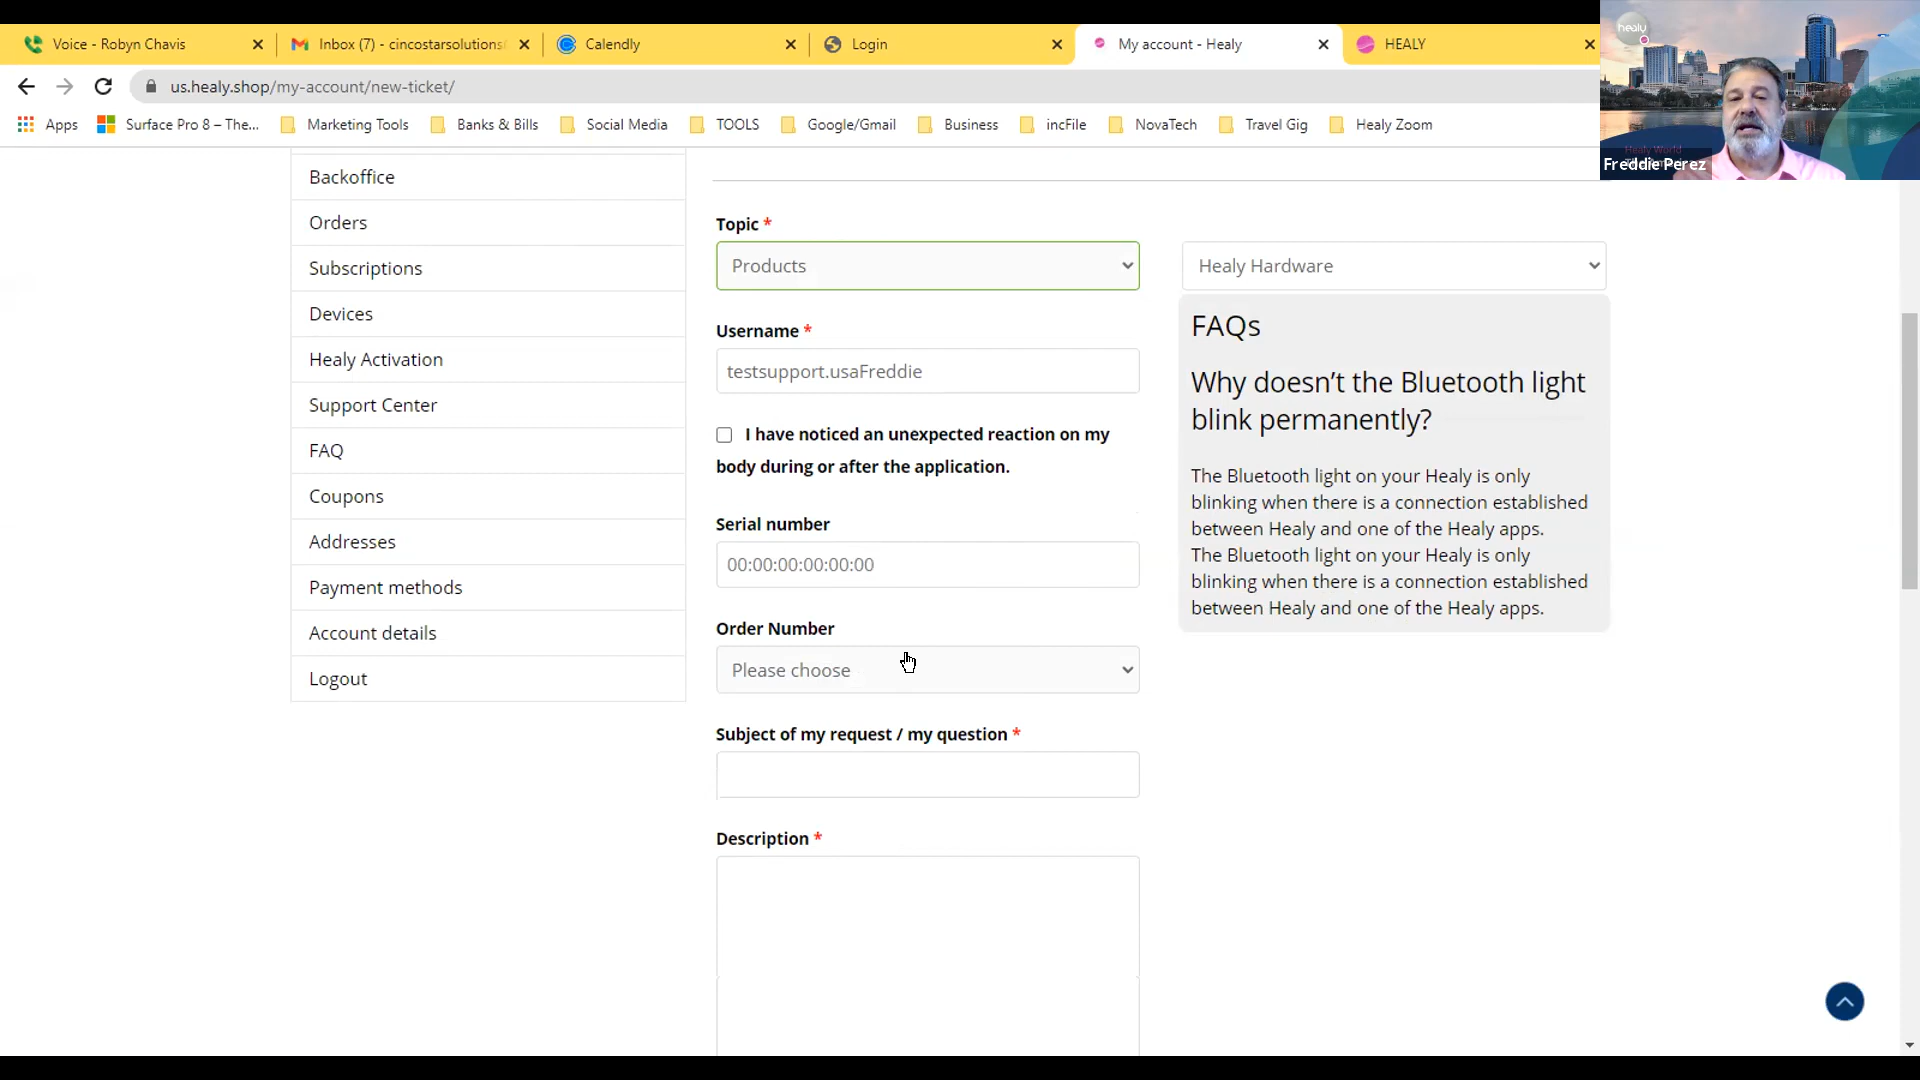 Voice - Robyn Chavis
Inbox (7) - cincostarsolutions
Calendly
Login
My account - Healy
HEALY
us.healy.shop/my-account/new-ticket/
Apps
Surface Pro 8 – The...
Marketing Tools
Banks & Bills
Social Media
TOOLS
Google/Gmail
Business
incFile
NovaTech
Travel Gig
Healy Zoom
healy
Healy World
Freddie Perez
Backoffice
Orders
Subscriptions
Devices
Healy Activation
Support Center
FAQ
Coupons
Addresses
Payment methods
Account details
Logout
Topic *
Products
Healy Hardware
Username *
testsupport.usaFreddie
I have noticed an unexpected reaction on my
body during or after the application.
Serial number
00:00:00:00:00:00
Order Number
Please choose
Subject of my request / my question *
Description *
FAQs
Why doesn’t the Bluetooth light
blink permanently?
The Bluetooth light on your Healy is only
blinking when there is a connection established
between Healy and one of the Healy apps.
The Bluetooth light on your Healy is only
blinking when there is a connection established
between Healy and one of the Healy apps.